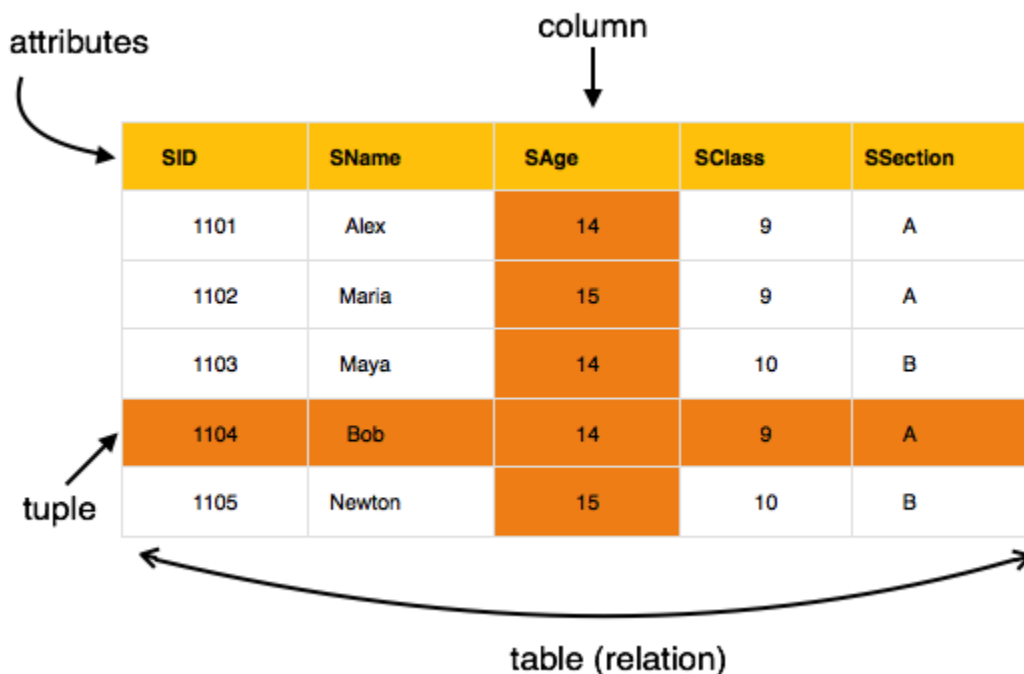 attributes
column
SID SName SAge SClass SSection
1101 Alex 14 9 A
1102 Maria 15 9 A
1103 Maya 14 10 B
1104 Bob 14 9 A
tuple
1105 Newton 15 10 B
table (relation)